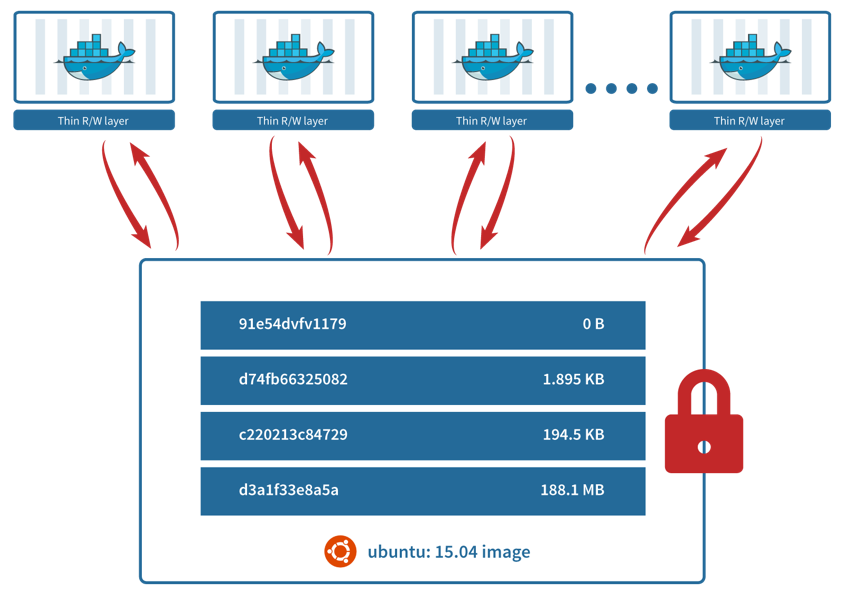 Thin R/W layer
Thin R/W layer
Thin R/W layer
Thin R/W layer
91e54dvfv1179 0 B
d74fb66325082 1.895 KB
c220213c84729 194.5 KB
d3a1f33e8a5a 188.1 MB
ubuntu: 15.04 image